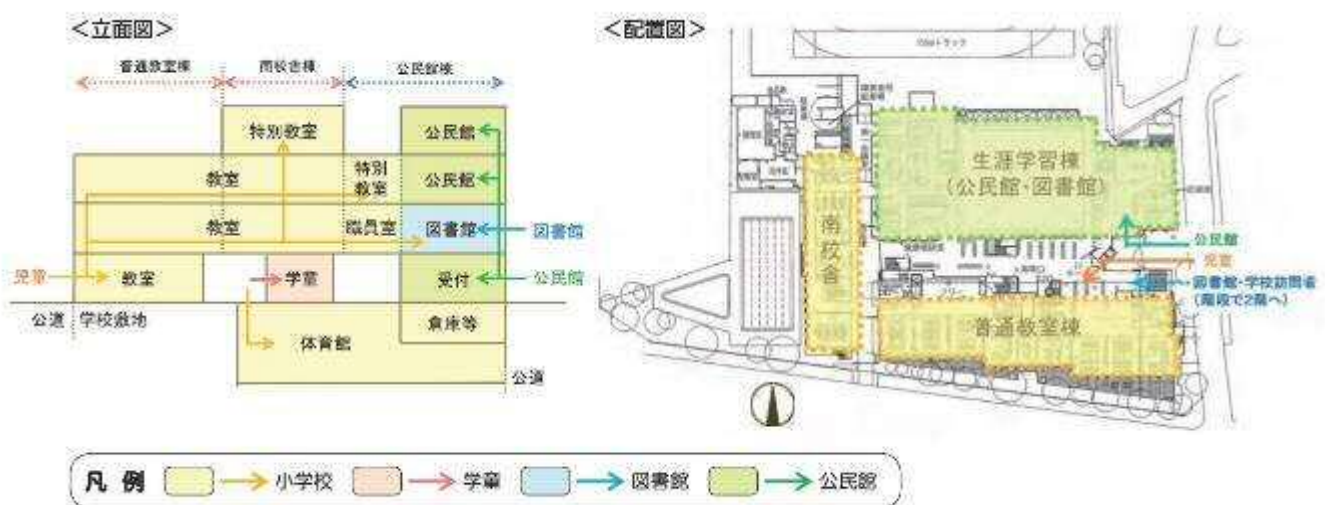 <立面図>
普通教室棟
南校舎棟
公民館棟
特別教室
公民館
教室
特別
教室
公民館
教室
職員室
図書館
図書館
児童
教室
学童
受付
公民館
公道
学校敷地
体育館
倉庫等
公道
<配置図>
生涯学習棟
(公民館・図書館)
南校舎
公民館
児童
図書館・学校訪問者
(階段で2階へ)
普通教室棟
凡 例
小学校
学童
図書館
公民館